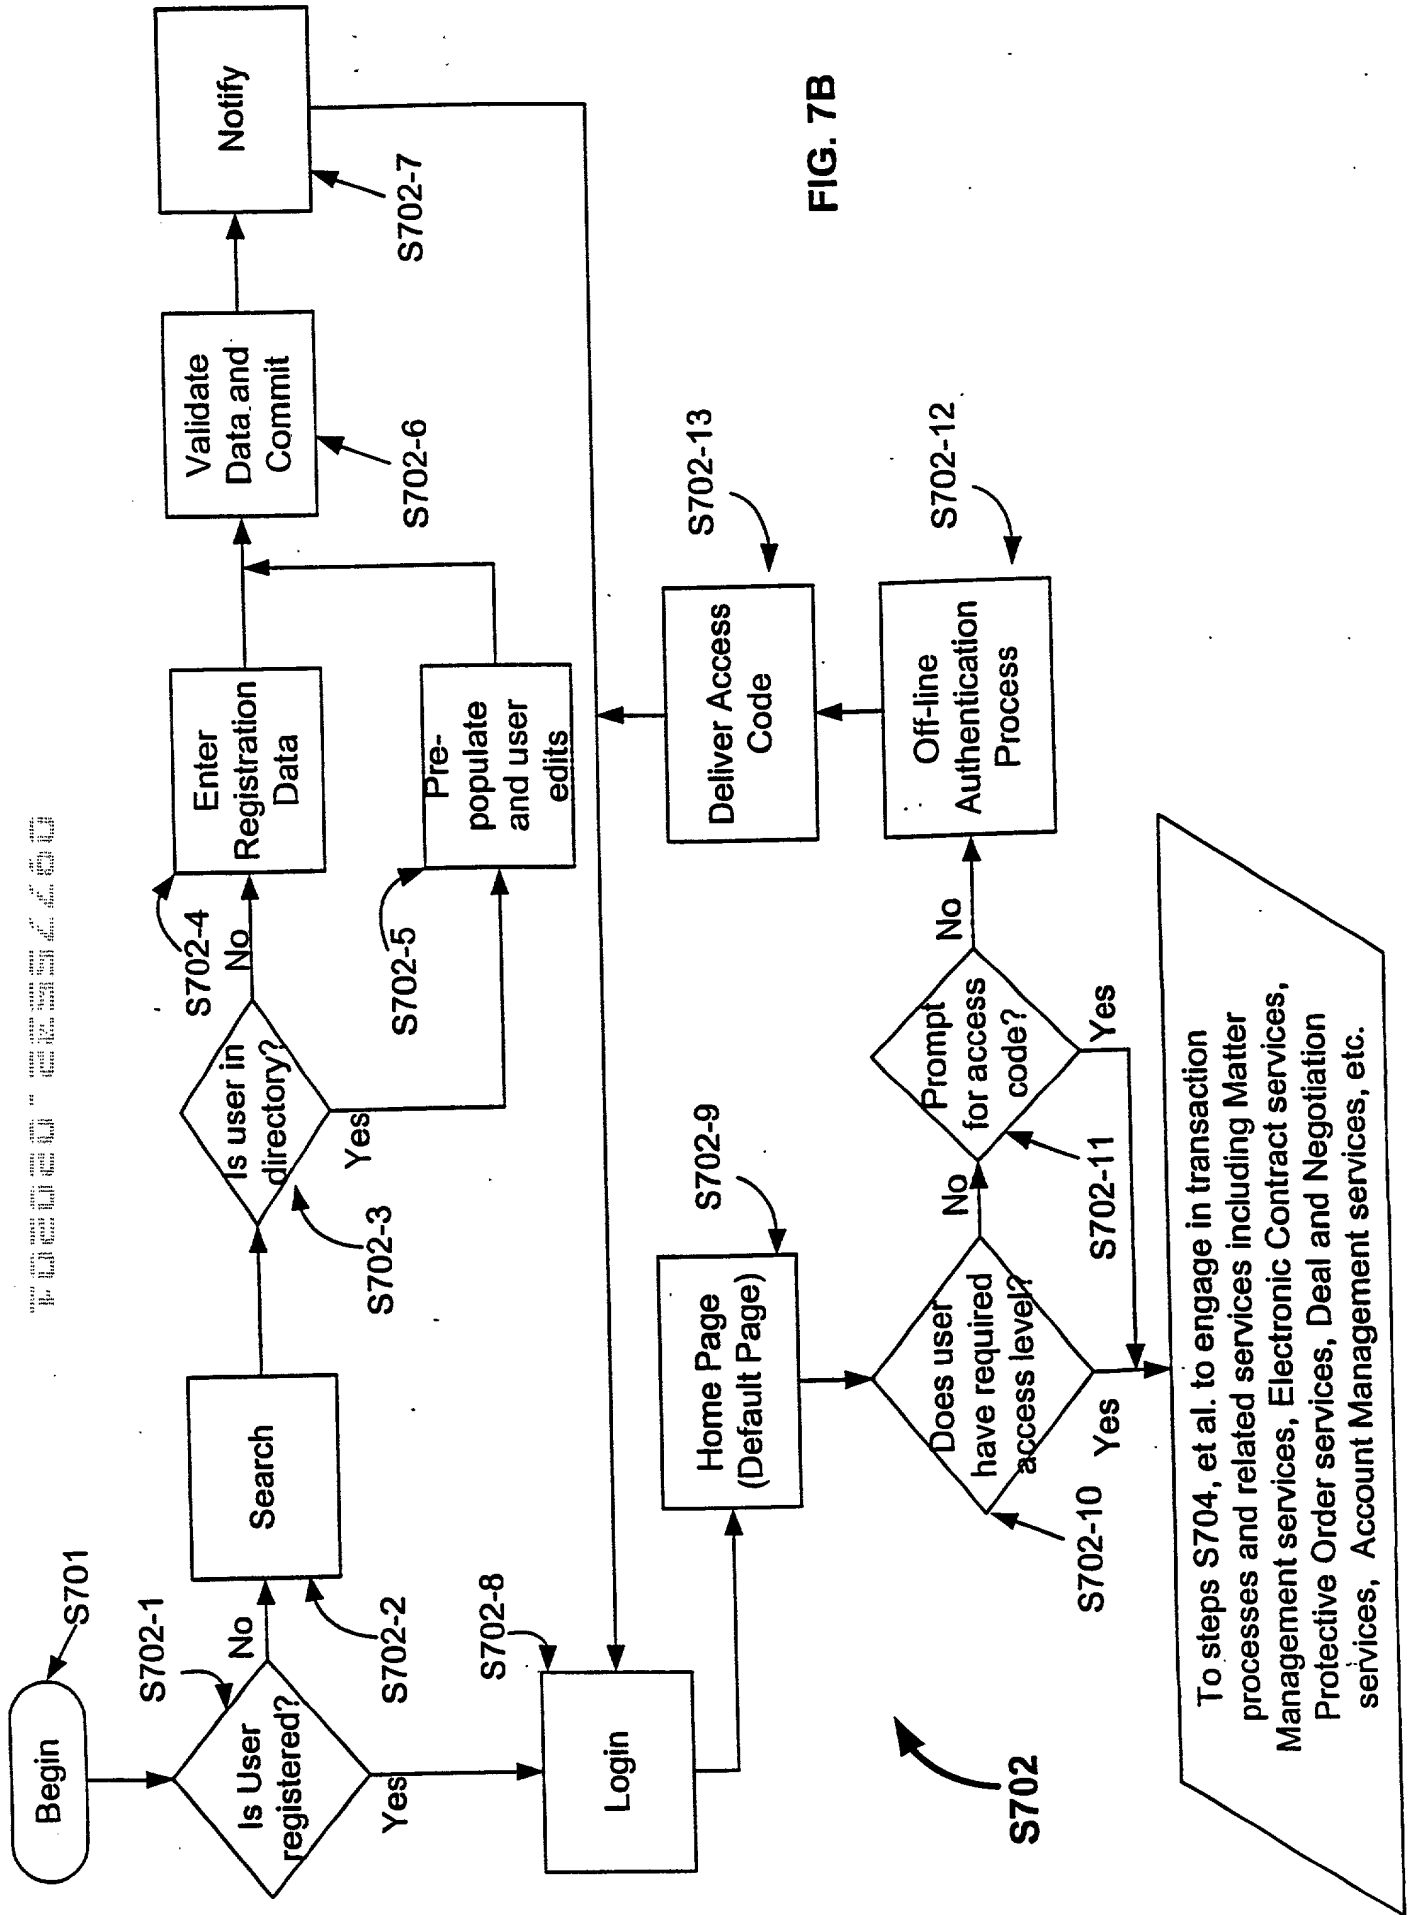 Begin
S701
Is User
registered?
S702-1
No
Yes
Search
S702-2
Is user in
directory?
S702-3
No
Yes
S702-4
Enter
Registration
Data
S702-5
Pre-
populate
and user
edits
Validate
Data and
Commit
S702-6
Notify
S702-7
S702-8
Login
Home Page
(Default Page)
S702-9
Does user
have required
access level?
S702-10
No
Yes
Prompt
for access
code?
S702-11
No
Yes
Off-line
Authentication
Process
S702-12
Deliver Access
Code
S702-13
S702
To steps S704, et al. to engage in transaction
processes and related services including Matter
Management services, Electronic Contract services,
Protective Order services, Deal and Negotiation
services, Account Management services, etc.
FIG. 7B